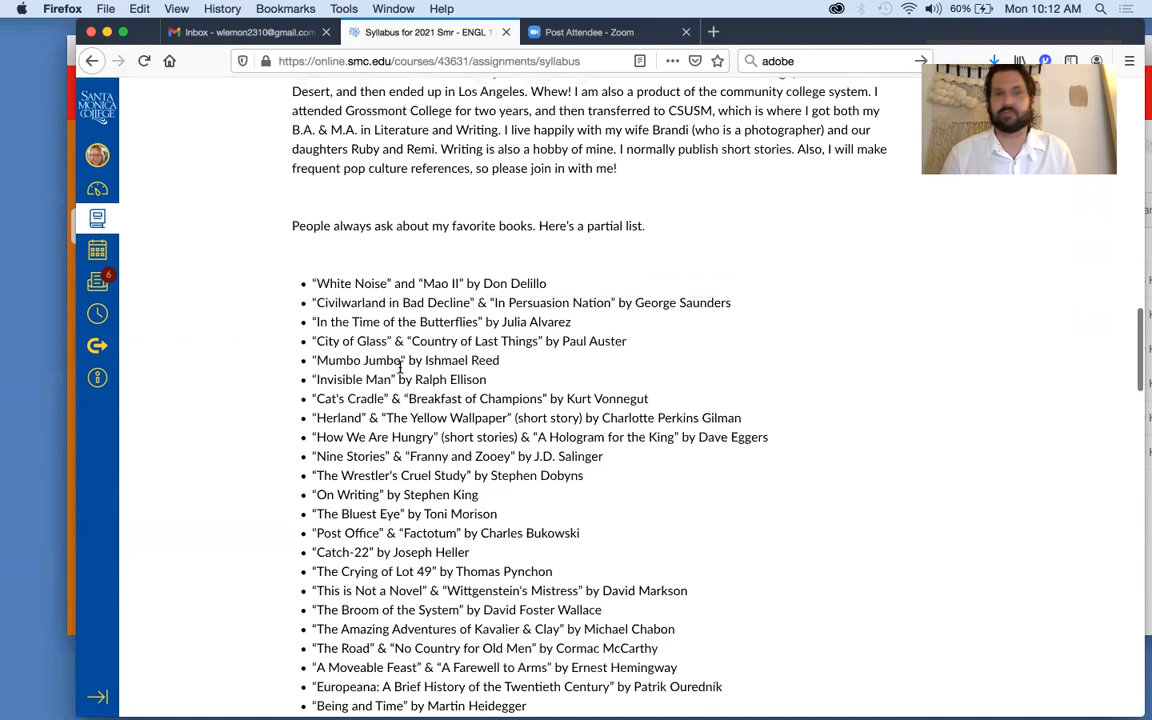 Firefox File Edit View History Bookmarks Tools Window Help 60% Mon 10:12 AM
Inbox - wlemon2310@gmail.com Syllabus for 2021 Smr - ENGL 1 Post Attendee - Zoom
https://online.smc.edu/courses/43631/assignments/syllabus adobe
SANTA
MONICA
COLLEGE
6
Desert, and then ended up in Los Angeles. Whew! I am also a product of the community college system. I
attended Grossmont College for two years, and then transferred to CSUSM, which is where I got both my
B.A. & M.A. in Literature and Writing. I live happily with my wife Brandi (who is a photographer) and our
daughters Ruby and Remi. Writing is also a hobby of mine. I normally publish short stories. Also, I will make
frequent pop culture references, so please join in with me!
People always ask about my favorite books. Here's a partial list.
• “White Noise” and “Mao II” by Don Delillo
• “Civilwarland in Bad Decline” & “In Persuasion Nation” by George Saunders
• “In the Time of the Butterflies” by Julia Alvarez
• “City of Glass” & “Country of Last Things” by Paul Auster
• "Mumbo Jumbo" by Ishmael Reed
• “Invisible Man” by Ralph Ellison
• “Cat's Cradle” & “Breakfast of Champions” by Kurt Vonnegut
• “Herland” & “The Yellow Wallpaper” (short story) by Charlotte Perkins Gilman
• “How We Are Hungry” (short stories) & “A Hologram for the King” by Dave Eggers
• “Nine Stories” & “Franny and Zooey” by J.D. Salinger
• “The Wrestler's Cruel Study” by Stephen Dobyns
• “On Writing” by Stephen King
• “The Bluest Eye” by Toni Morison
• “Post Office” & “Factotum” by Charles Bukowski
• “Catch-22” by Joseph Heller
• “The Crying of Lot 49” by Thomas Pynchon
• “This is Not a Novel” & “Wittgenstein's Mistress” by David Markson
• “The Broom of the System” by David Foster Wallace
• “The Amazing Adventures of Kavalier & Clay” by Michael Chabon
• “The Road” & “No Country for Old Men” by Cormac McCarthy
• “A Moveable Feast” & “A Farewell to Arms” by Ernest Hemingway
• “Europeana: A Brief History of the Twentieth Century” by Patrik Ouredník
• “Being and Time” by Martin Heidegger